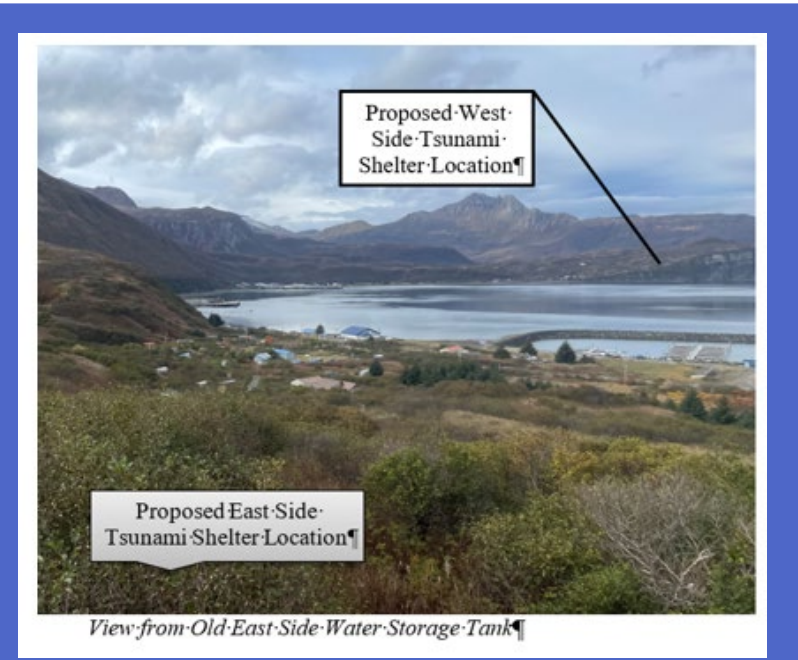 Proposed·West·
Side·Tsunami·
Shelter·Location¶
Proposed·East·Side·
Tsunami·Shelter·Location¶
View·from·Old·East·Side·Water·Storage·Tank¶